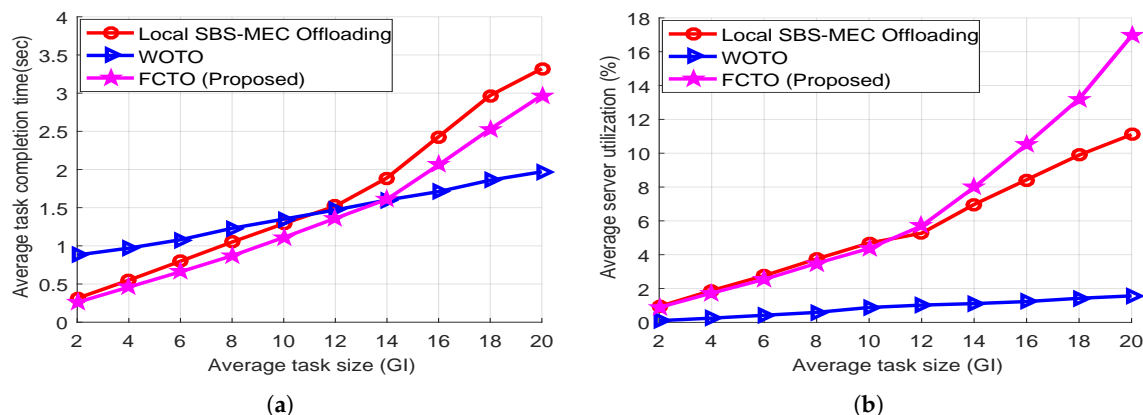 4
3.5
3
2.5
2
1.5
1
0.5
0
Average task completion time(sec)
Local SBS-MEC Offloading
WOTO
FCTO (Proposed)
2 4 6 8 10 12 14 16 18 20
Average task size (GI)
(a)
18
16
14
12
10
8
6
4
2
0
Average server utilization (%)
Local SBS-MEC Offloading
WOTO
FCTO (Proposed)
2 4 6 8 10 12 14 16 18 20
Average task size (GI)
(b)